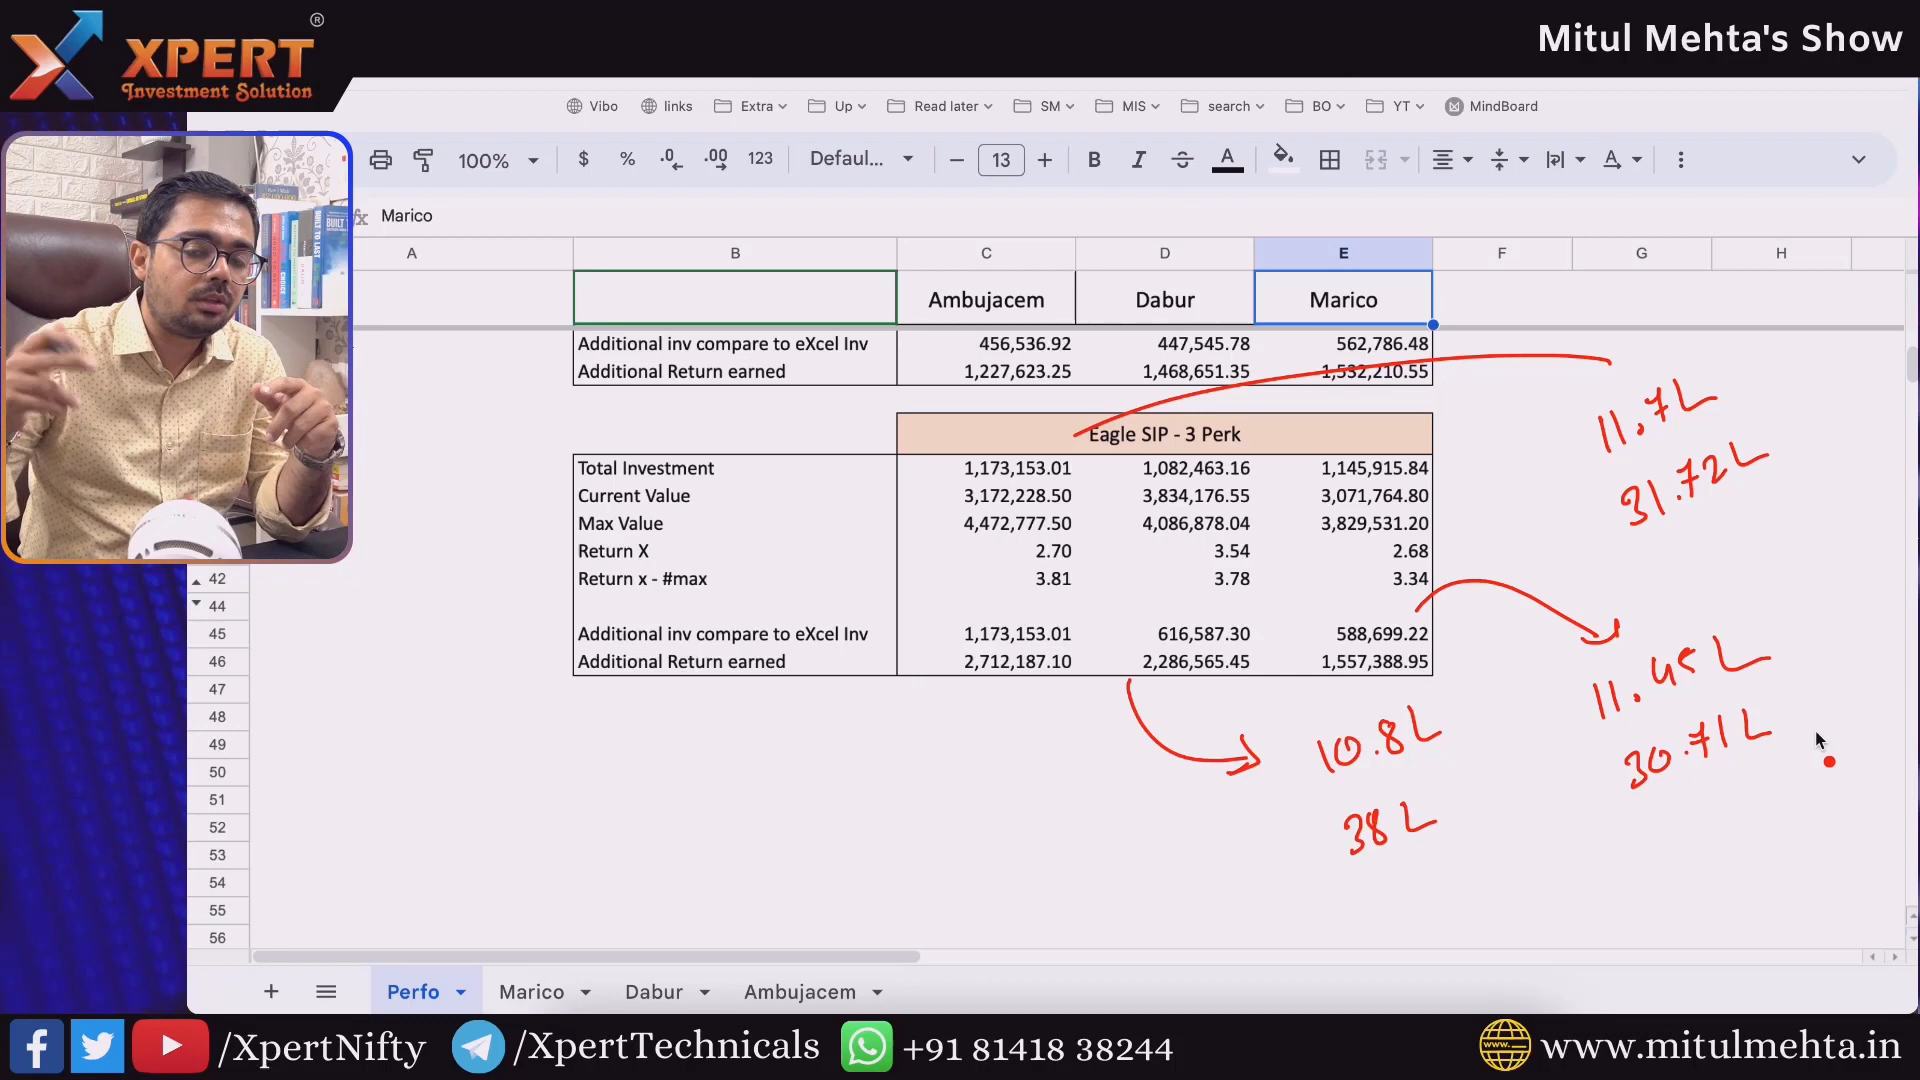 XPERT ®
Investment Solution
Mitul Mehta's Show
Vibo links Extra Up Read later SM MIS search BO YT MindBoard
100% $ % .0 .00 123 Defaul... − 13 + B I S A A
fx Marico
A B C D E F G H
Ambujacem Dabur Marico
Additional inv compare to eXcel Inv 456,536.92 447,545.78 562,786.48
Additional Return earned 1,227,623.25 1,468,651.35 1,532,210.55
Eagle SIP - 3 Perk
Total Investment 1,173,153.01 1,082,463.16 1,145,915.84
Current Value 3,172,228.50 3,834,176.55 3,071,764.80
Max Value 4,472,777.50 4,086,878.04 3,829,531.20
Return X 2.70 3.54 2.68
42 Return x - #max 3.81 3.78 3.34
44
45 Additional inv compare to eXcel Inv 1,173,153.01 616,587.30 588,699.22
46 Additional Return earned 2,712,187.10 2,286,565.45 1,557,388.95
47
48
49
50
51
52
53
54
55
56
11.7L
31.72L
11.45L
30.71L
10.8L
38L
+ Perfo Marico Dabur Ambujacem
/XpertNifty /XpertTechnicals +91 81418 38244 www.mitulmehta.in
BUILT TO LAST
BUILT
CHOICE
www